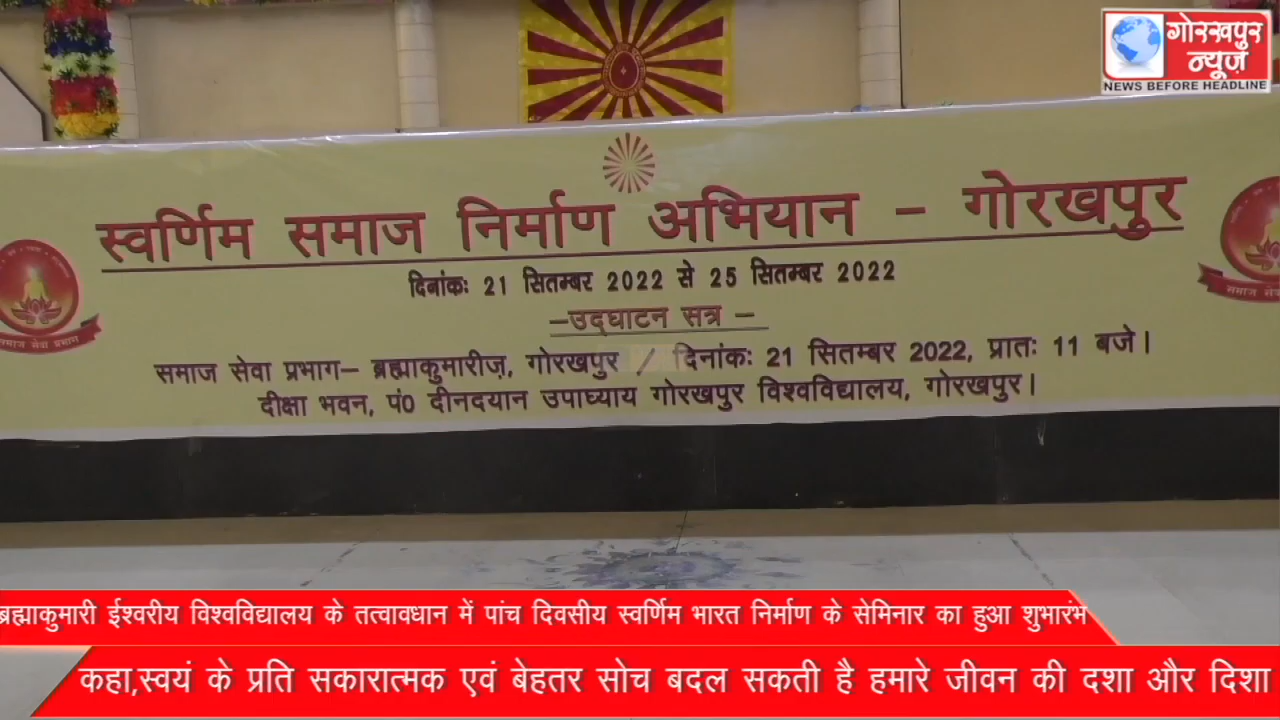 गोरखपुर
न्यूज़
NEWS BEFORE HEADLINE
स्वर्णिम समाज निर्माण अभियान - गोरखपुर
दिनांकः 21 सितम्बर 2022 से 25 सितम्बर 2022
-उद्घाटन सत्र -
समाज सेवा प्रभाग- ब्रह्माकुमारीज़, गोरखपुर / दिनांकः 21 सितम्बर 2022, प्रातः 11 बजे।
दीक्षा भवन, पं0 दीनदयान उपाघ्याय गोरखपुर विश्वविद्यालय, गोरखपुर।
समाज सेवा प्रभाग
समाज
ब्रह्माकुमारी ईश्वरीय विश्वविद्यालय के तत्वावधान में पांच दिवसीय स्वर्णिम भारत निर्माण के सेमिनार का हुआ शुभारंभ
कहा,स्वयं के प्रति सकारात्मक एवं बेहतर सोच बदल सकती है हमारे जीवन की दशा और दिशा